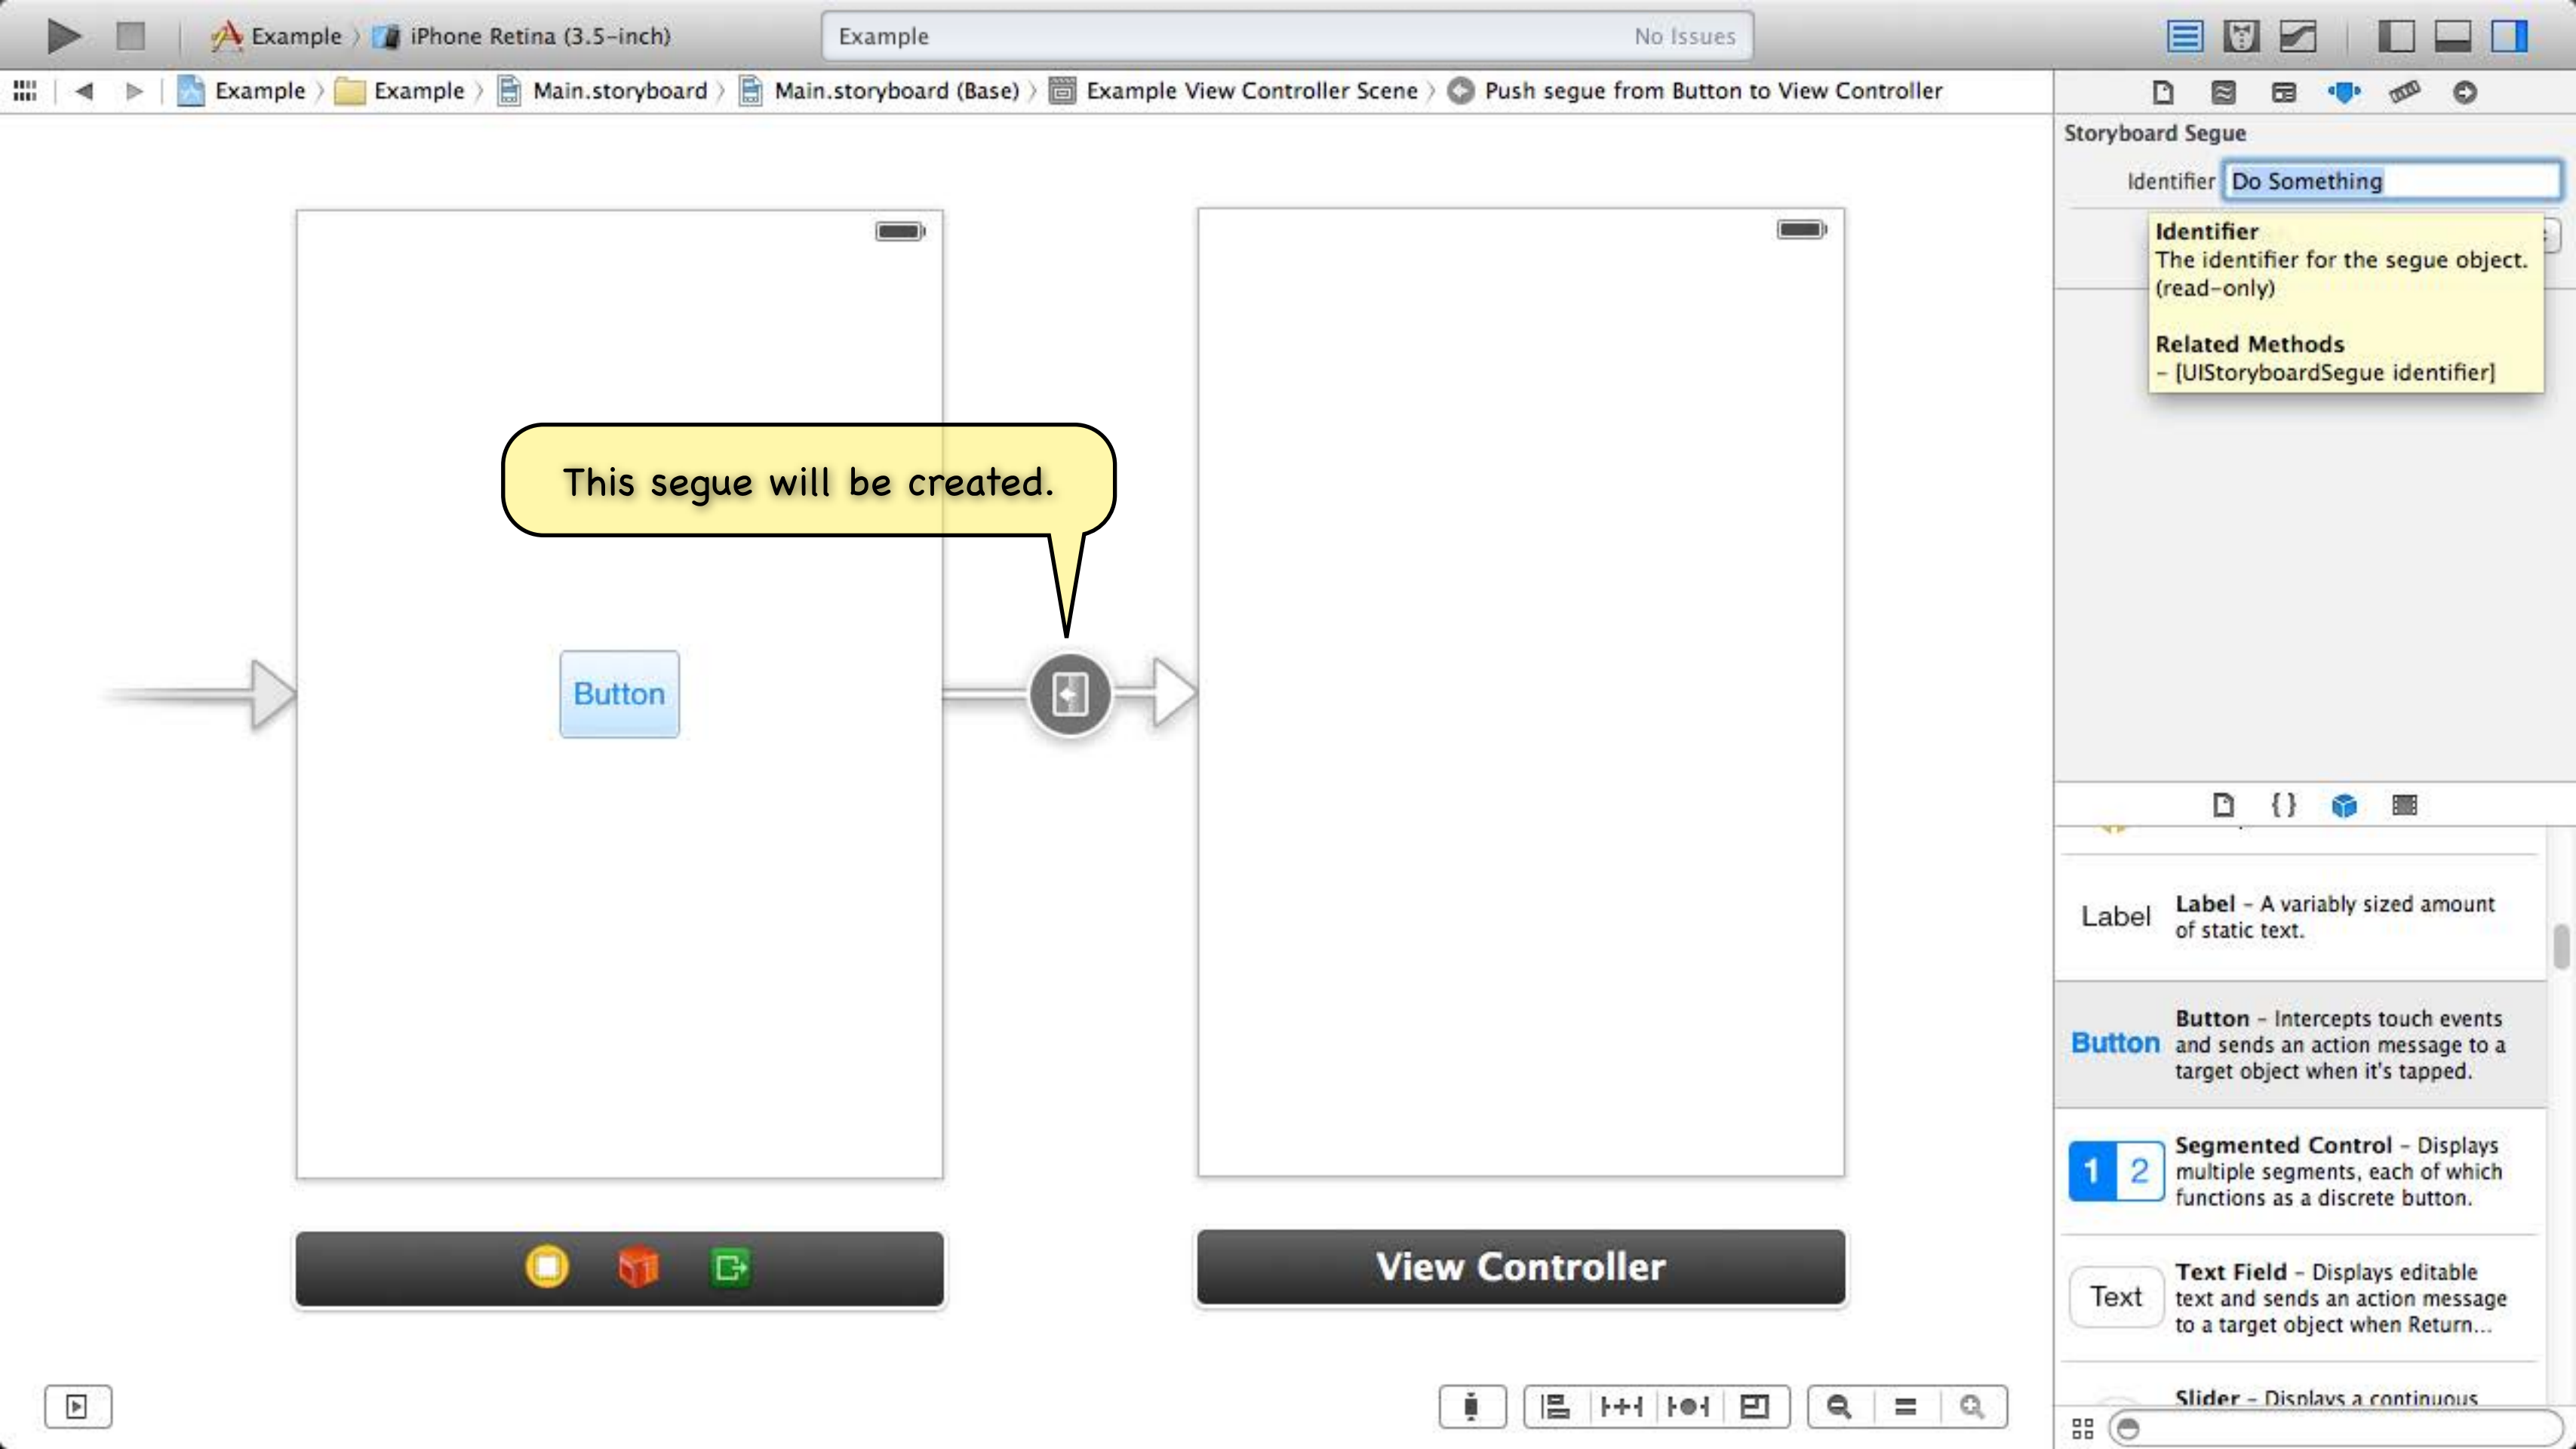 Example 〉 iPhone Retina (3.5-inch)
Example
No Issues
Example 〉 Example 〉 Main.storyboard 〉 Main.storyboard (Base) 〉 Example View Controller Scene 〉 Push segue from Button to View Controller
Storyboard Segue
Identifier Do Something
Identifier
The identifier for the segue object.
(read-only)
Related Methods
- [UIStoryboardSegue identifier]
This segue will be created.
Button
View Controller
{ }
Label
Label - A variably sized amount
of static text.
Button
Button - Intercepts touch events
and sends an action message to a
target object when it's tapped.
1 2
Segmented Control - Displays
multiple segments, each of which
functions as a discrete button.
Text
Text Field - Displays editable
text and sends an action message
to a target object when Return...
Slider - Displays a continuous